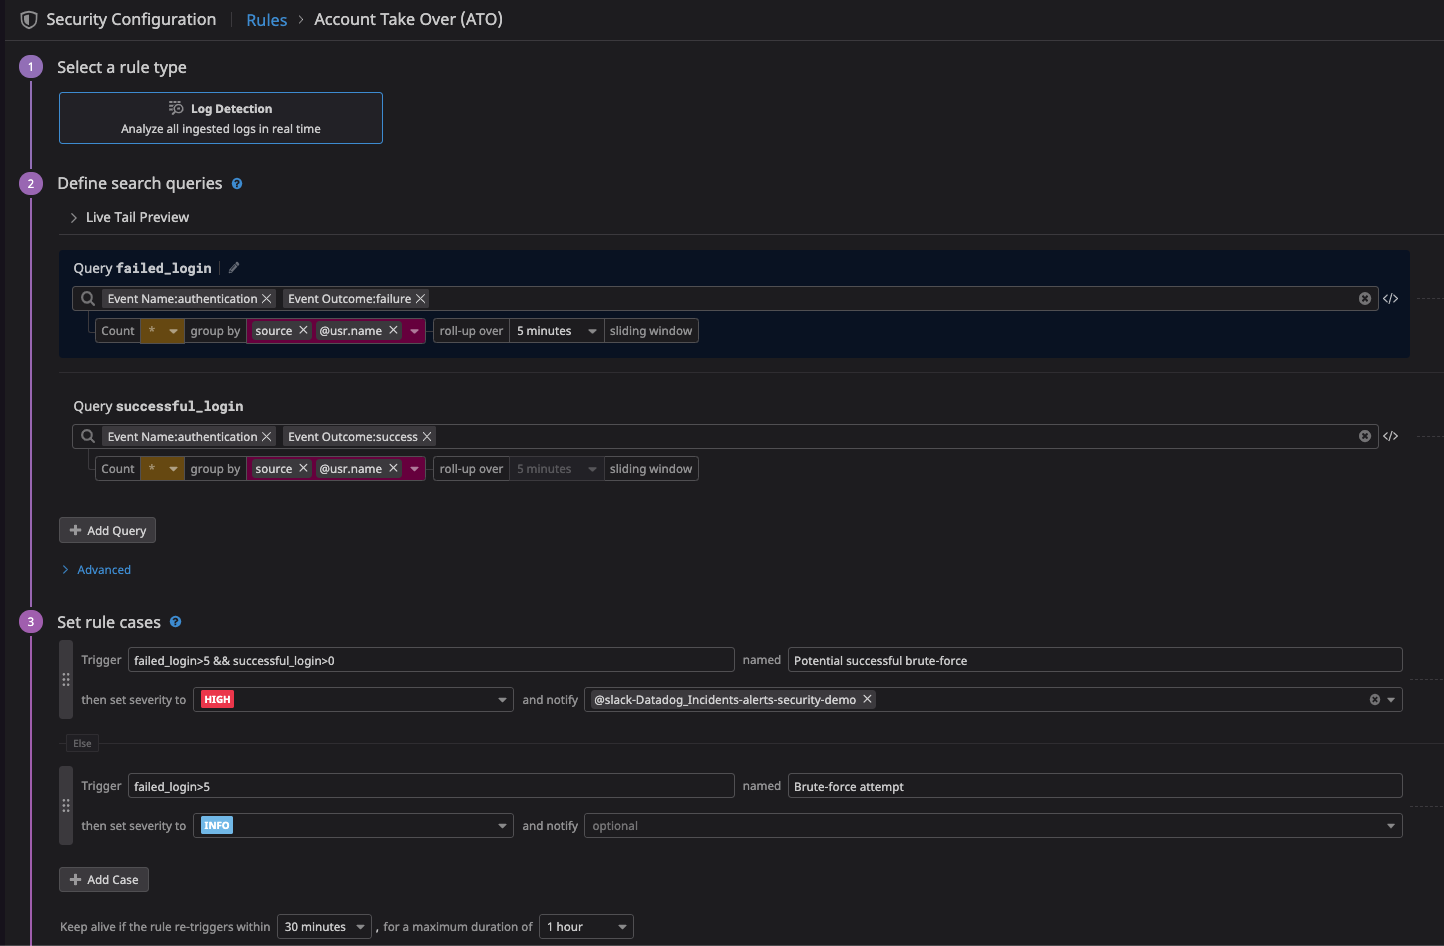 Security Configuration Rules > Account Take Over (ATO)
1 Select a rule type
Log Detection
Analyze all ingested logs in real time
2 Define search queries ?
> Live Tail Preview
Query failed_login
Event Name:authentication × Event Outcome:failure × </>
Count * group by source × @usr.name × roll-up over 5 minutes sliding window
Query successful_login
Event Name:authentication × Event Outcome:success × </>
Count * group by source × @usr.name × roll-up over 5 minutes sliding window
+ Add Query
> Advanced
3 Set rule cases ?
Trigger failed_login>5 && successful_login>0 named Potential successful brute-force
then set severity to HIGH and notify @slack-Datadog_Incidents-alerts-security-demo ×
Else
Trigger failed_login>5 named Brute-force attempt
then set severity to INFO and notify optional
+ Add Case
Keep alive if the rule re-triggers within 30 minutes , for a maximum duration of 1 hour